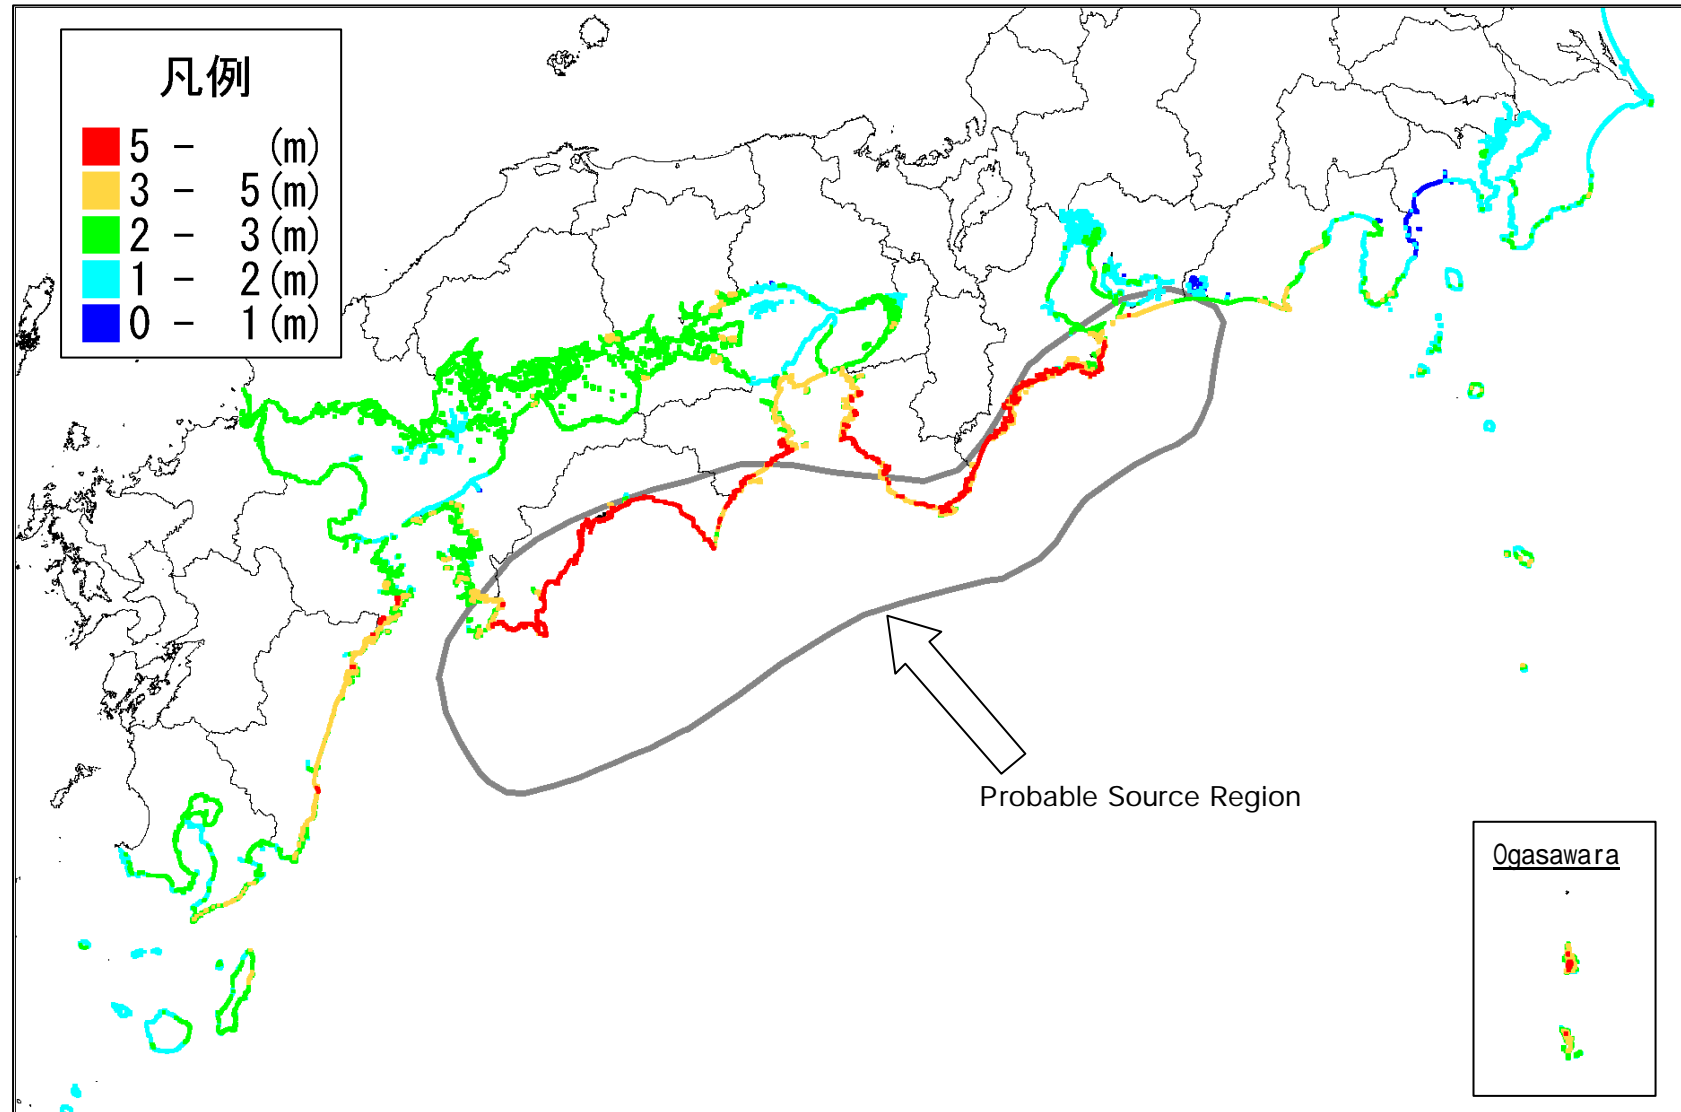 凡例
5 - (m)
3 - 5(m)
2 - 3(m)
1 - 2(m)
0 - 1(m)
Probable Source Region
Ogasawara